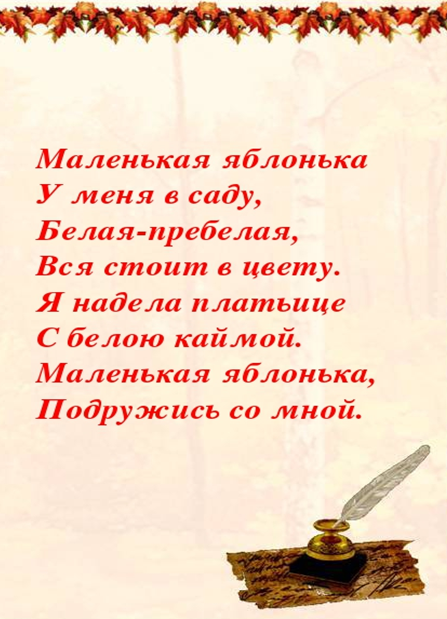 Маленькая яблонька
У меня в саду,
Белая-пребелая,
Вся стоит в цвету.
Я надела платьице
С белою каймой.
Маленькая яблонька,
Подружись со мной.